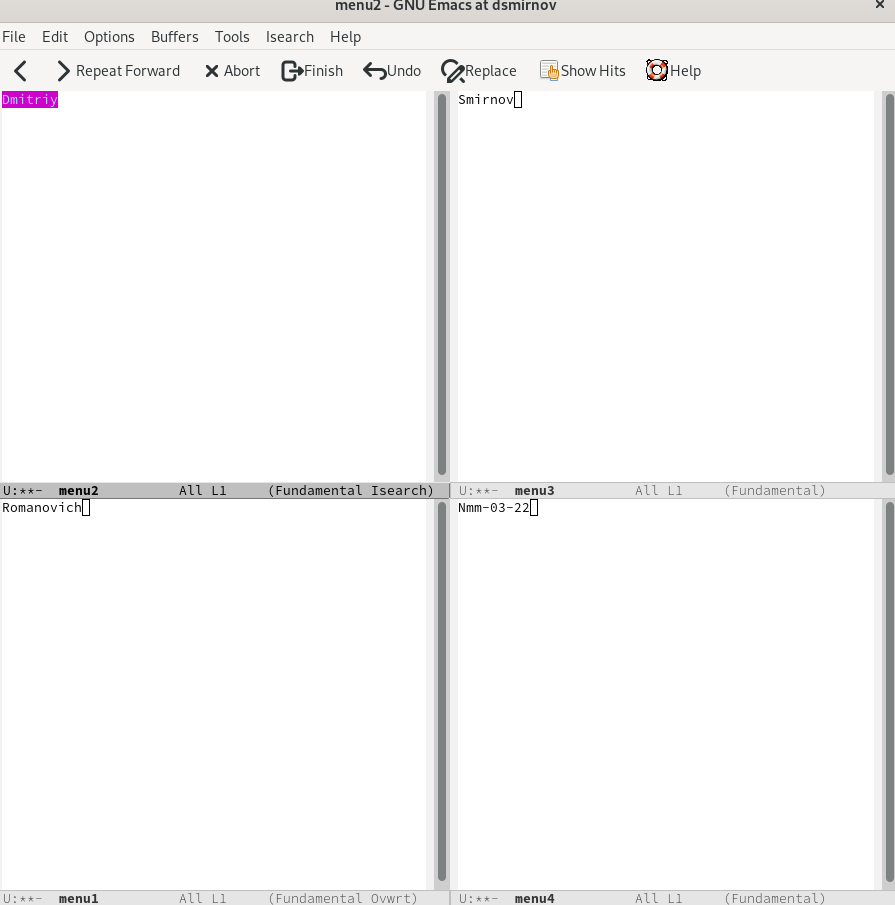 menu2 - GNU Emacs at dsmirnov ×
File Edit Options Buffers Tools Isearch Help
Repeat Forward Abort Finish Undo Replace Show Hits Help
Dmitriy
Smirnov
U:**- menu2 All L1 (Fundamental Isearch)
U:**- menu3 All L1 (Fundamental)
Romanovich
Nmm-03-22
U:**- menu1 All L1 (Fundamental Ovwrt)
U:**- menu4 All L1 (Fundamental)